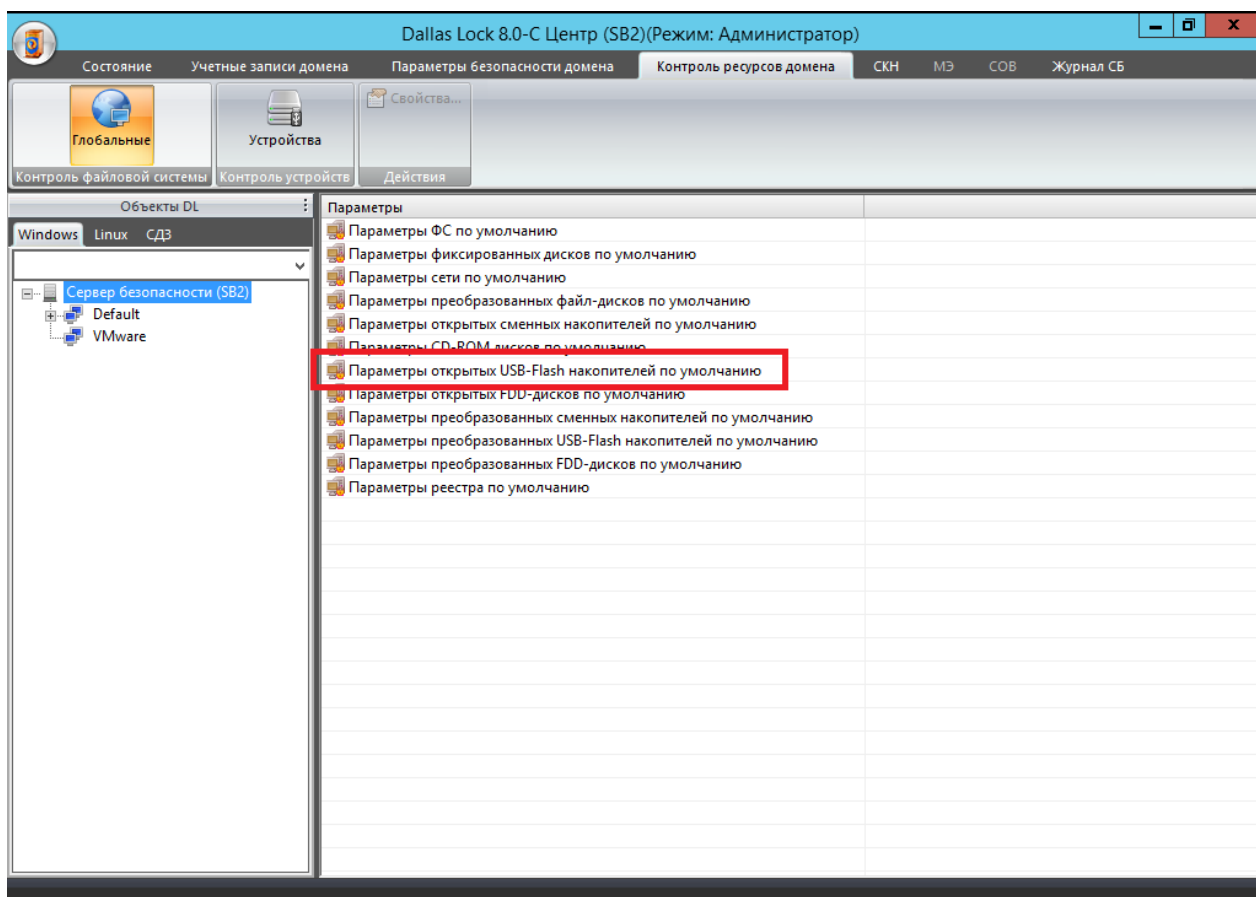 Dallas Lock 8.0-C Центр (SB2)(Режим: Администратор)
Состояние Учетные записи домена Параметры безопасности домена Контроль ресурсов домена СКН МЭ СОВ Журнал СБ
Глобальные Устройства Свойства...
Контроль файловой системы Контроль устройств Действия
Объекты DL
Windows Linux СДЗ
Сервер безопасности (SB2)
Default
VMware
Параметры
Параметры ФС по умолчанию
Параметры фиксированных дисков по умолчанию
Параметры сети по умолчанию
Параметры преобразованных файл-дисков по умолчанию
Параметры открытых сменных накопителей по умолчанию
Параметры CD-ROM дисков по умолчанию
Параметры открытых USB-Flash накопителей по умолчанию
Параметры открытых FDD-дисков по умолчанию
Параметры преобразованных сменных накопителей по умолчанию
Параметры преобразованных USB-Flash накопителей по умолчанию
Параметры преобразованных FDD-дисков по умолчанию
Параметры реестра по умолчанию